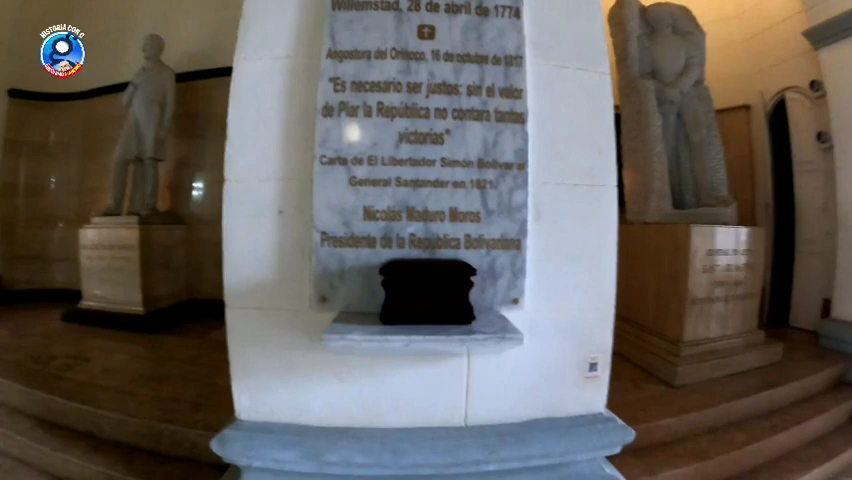 HISTORIA CON G
Willemstad, 28 de abril de 1774
Angostura del Orinoco, 16 de octubre de 1817
"Es necesario ser justos: sin el valor
de Piar la República no contara tantas
victorias"
Carta de El Libertador Simón Bolívar al
General Santander en 1821.
Nicolás Maduro Moros
Presidente de la República Bolivariana